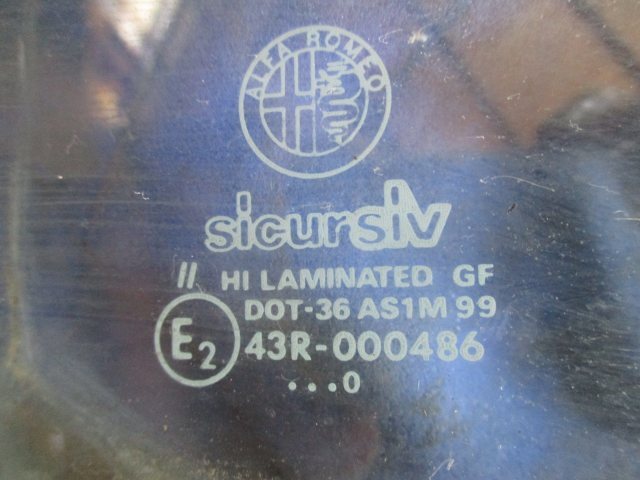 ALFA ROMEO
sicursiv
// HI LAMINATED GF
DOT-36 AS1M 99
E2 43R-000486
...0